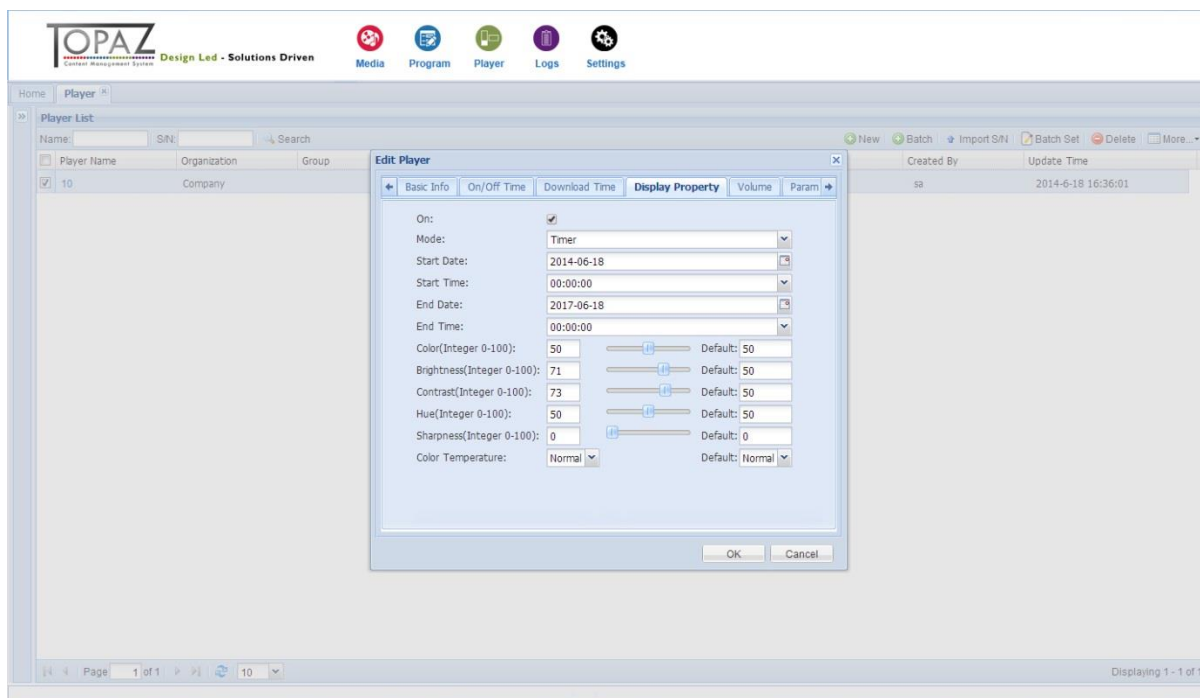 TOPAZ
Content Management System
Design Led - Solutions Driven
Media
Program
Player
Logs
Settings
Home
Player
Player List
Name:
S/N:
Search
New
Batch
Import S/N
Batch Set
Delete
More...
Player Name
Organization
Group
Created By
Update Time
10
Company
sa
2014-6-18 16:36:01
Edit Player
Basic Info
On/Off Time
Download Time
Display Property
Volume
Param
On:
Mode: Timer
Start Date: 2014-06-18
Start Time: 00:00:00
End Date: 2017-06-18
End Time: 00:00:00
Color(Integer 0-100): 50 Default: 50
Brightness(Integer 0-100): 71 Default: 50
Contrast(Integer 0-100): 73 Default: 50
Hue(Integer 0-100): 50 Default: 50
Sharpness(Integer 0-100): 0 Default: 0
Color Temperature: Normal Default: Normal
OK
Cancel
Page 1 of 1
10
Displaying 1 - 1 of 1